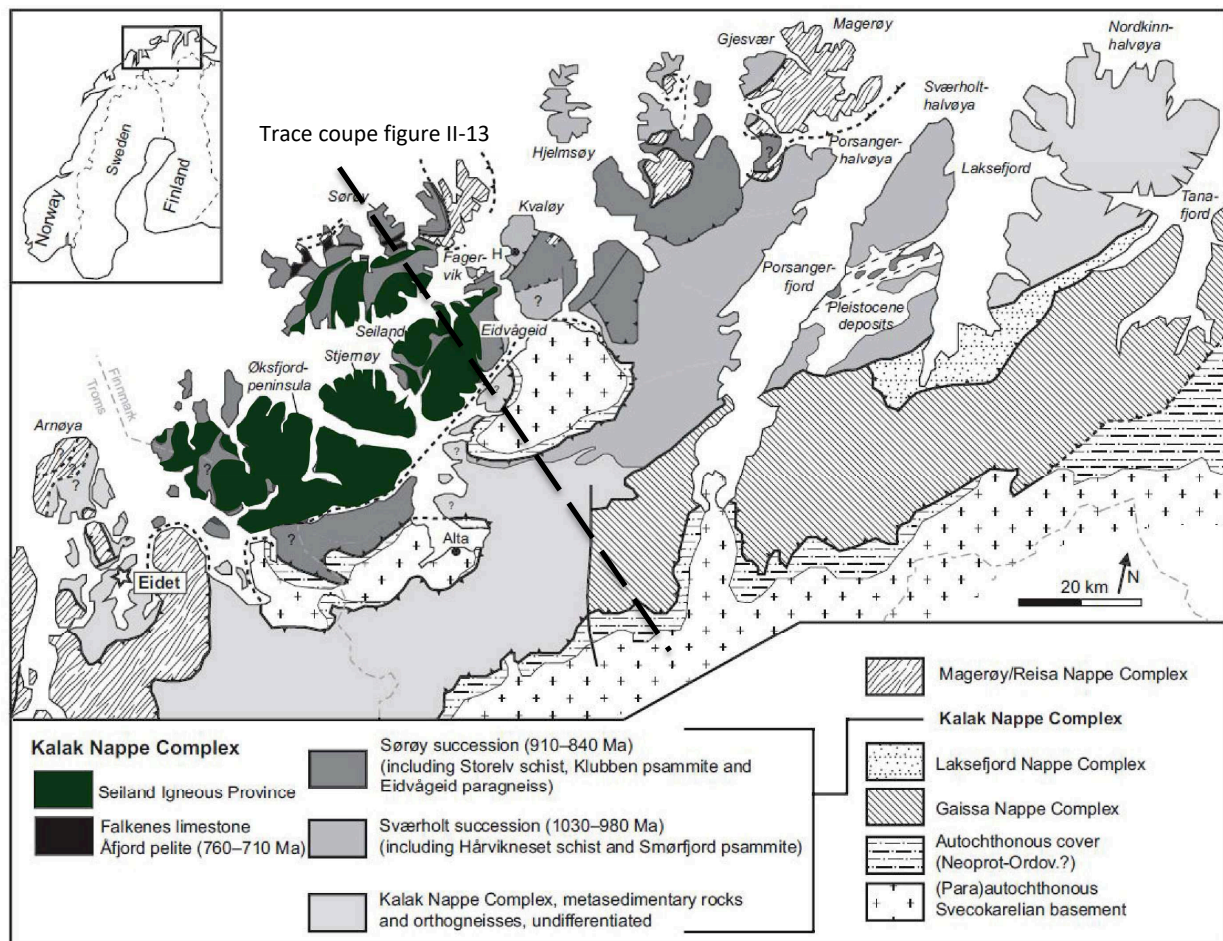 Norway
Sweden
Finland
Trace coupe figure II-13
Gjesvær
Magerøy
Nordkinn-
halvøya
Sværholt-
halvøya
Hjelmsøy
Porsanger-
halvøya
Laksefjord
Tana-
fjord
Sørøy
Kvaløy
H
Fager-
vik
?
?
Porsanger-
fjord
Pleistocene
deposits
Seiland
Eidvågeid
Stjernøy
Øksfjord-
peninsula
Finnmark
Troms
Arnøya
?
?
?
?
?
?
Alta
Eidet
20 km
N
Kalak Nappe Complex
Seiland Igneous Province
Falkenes limestone
Åfjord pelite (760–710 Ma)
Sørøy succession (910–840 Ma)
(including Storelv schist, Klubben psammite and
Eidvågeid paragneiss)
Sværholt succession (1030–980 Ma)
(including Hårvikneset schist and Smørfjord psammite)
Kalak Nappe Complex, metasedimentary rocks
and orthogneisses, undifferentiated
Magerøy/Reisa Nappe Complex
Kalak Nappe Complex
Laksefjord Nappe Complex
Gaissa Nappe Complex
Autochthonous cover
(Neoprot-Ordov.?)
(Para)autochthonous
Svecokarelian basement